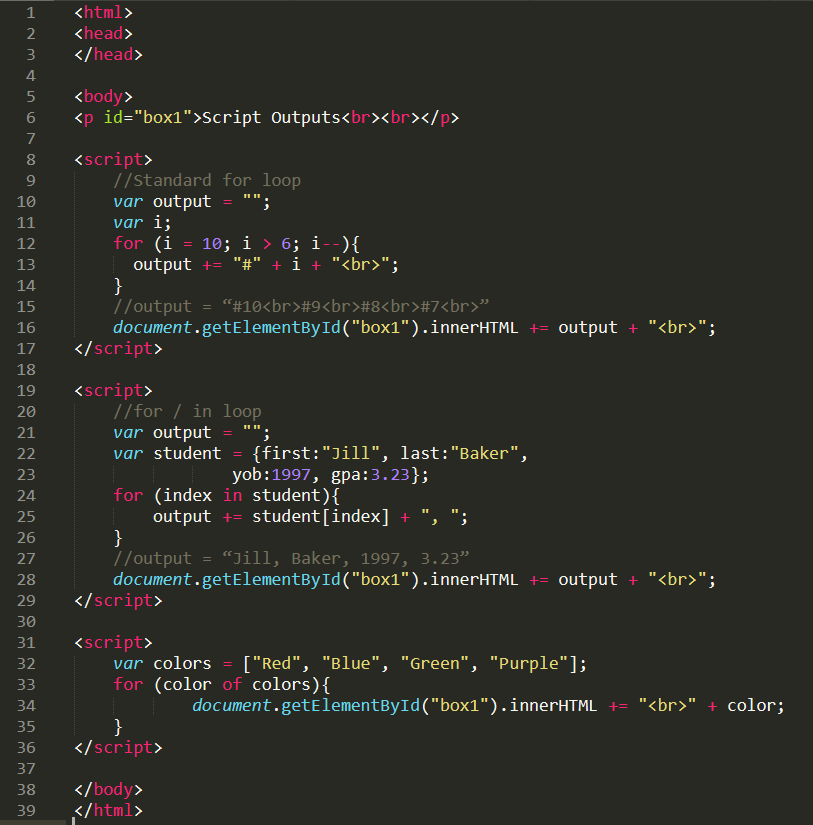 1 <html>
2 <head>
3 </head>
4
5 <body>
6 <p id="box1">Script Outputs<br><br></p>
7
8 <script>
9 //Standard for loop
10 var output = "";
11 var i;
12 for (i = 10; i > 6; i--){
13 output += "#" + i + "<br>";
14 }
15 //output = “#10<br>#9<br>#8<br>#7<br>”
16 document.getElementById("box1").innerHTML += output + "<br>";
17 </script>
18
19 <script>
20 //for / in loop
21 var output = "";
22 var student = {first:"Jill", last:"Baker",
23 yob:1997, gpa:3.23};
24 for (index in student){
25 output += student[index] + ", ";
26 }
27 //output = “Jill, Baker, 1997, 3.23”
28 document.getElementById("box1").innerHTML += output + "<br>";
29 </script>
30
31 <script>
32 var colors = ["Red", "Blue", "Green", "Purple"];
33 for (color of colors){
34 document.getElementById("box1").innerHTML += "<br>" + color;
35 }
36 </script>
37
38 </body>
39 </html>